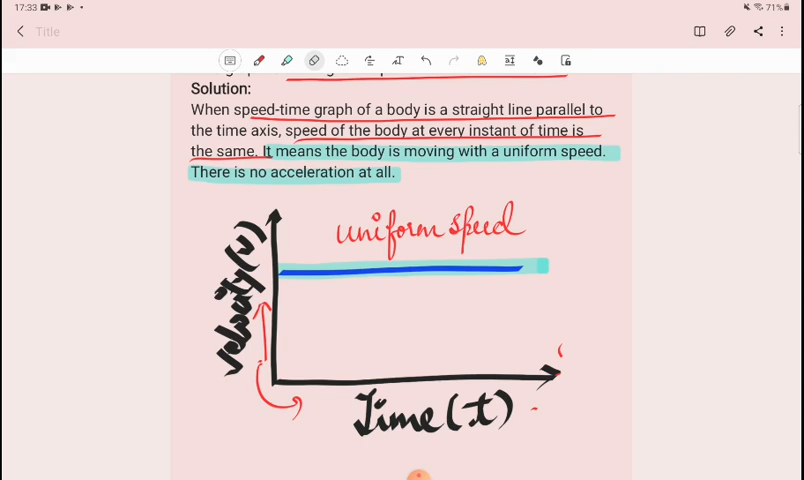 17:33
71%
Title
Solution:
When speed-time graph of a body is a straight line parallel to
the time axis, speed of the body at every instant of time is
the same. It means the body is moving with a uniform speed.
There is no acceleration at all.
uniform speed
Velocity(v)
Time(t)